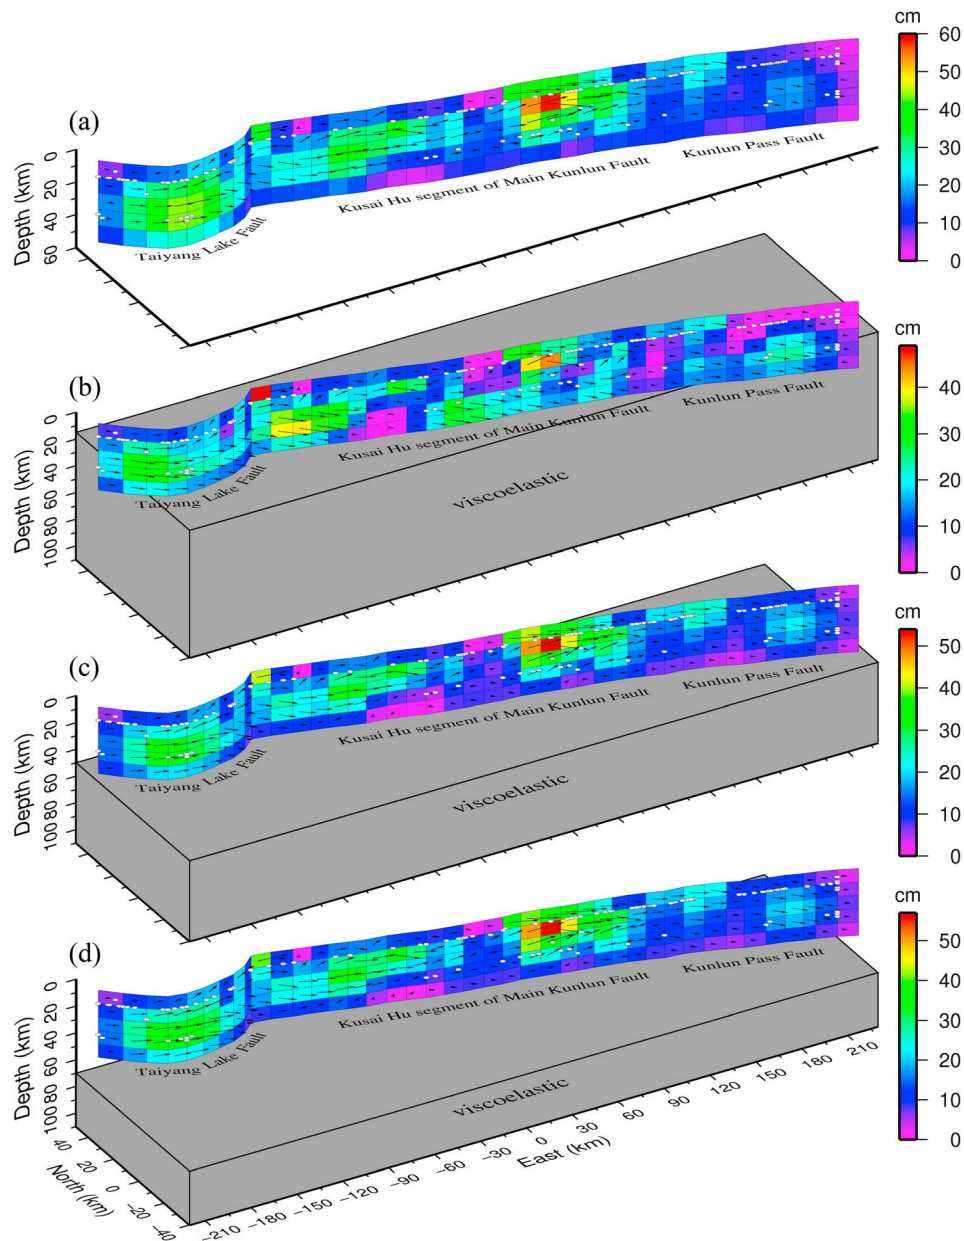 cm
60
50
40
30
20
10
0
(a)
0
20
40
60
Depth (km)
Taiyang Lake Fault
Kusai Hu segment of Main Kunlun Fault
Kunlun Pass Fault
cm
40
30
20
10
0
(b)
0
20
40
60
80
100
Depth (km)
Taiyang Lake Fault
Kusai Hu segment of Main Kunlun Fault
Kunlun Pass Fault
viscoelastic
cm
50
40
30
20
10
0
(c)
0
20
40
60
80
100
Depth (km)
Taiyang Lake Fault
Kusai Hu segment of Main Kunlun Fault
Kunlun Pass Fault
viscoelastic
cm
50
40
30
20
10
0
(d)
0
20
40
60
80
100
Depth (km)
Taiyang Lake Fault
Kusai Hu segment of Main Kunlun Fault
Kunlun Pass Fault
viscoelastic
40
20
0
−20
−40
North (km)
−210
−180
−150
−120
−90
−60
−30
0
30
60
90
120
150
180
210
East (km)